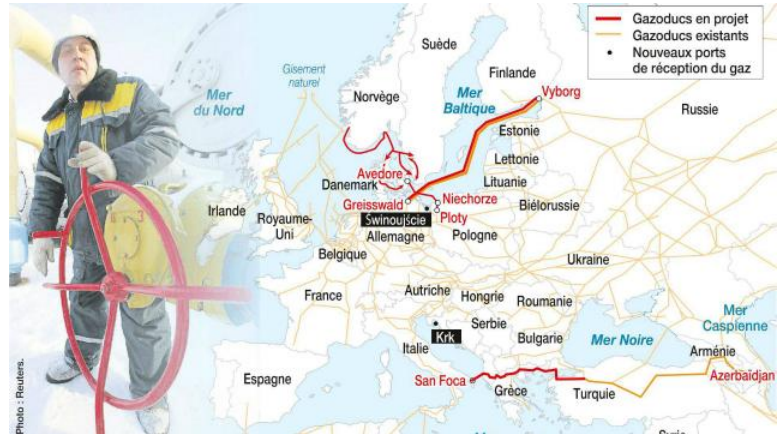 Gazoducs en projet
Gazoducs existants
Nouveaux ports
de réception du gaz
Gisement
naturel
Mer
du Nord
Norvège
Suède
Finlande
Mer
Baltique
Vyborg
Russie
Estonie
Lettonie
Lituanie
Avedore
Danemark
Greisswald
Niechorze
Ploty
Świnoujście
Biélorussie
Irlande
Royaume-
Uni
Allemagne
Pologne
Belgique
Ukraine
France
Autriche
Hongrie
Roumanie
Serbie
Krk
Bulgarie
Mer Noire
Mer
Caspienne
Italie
Arménie
Azerbaïdjan
Espagne
San Foca
Grèce
Turquie
Syrie
Photo : Reuters.